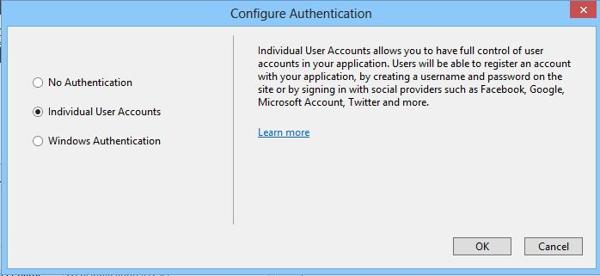 Configure Authentication
No Authentication
Individual User Accounts
Windows Authentication
Individual User Accounts allows you to have full control of user
accounts in your application. Users will be able to register an account
with your application, by creating a username and password on the
site or by signing in with social providers such as Facebook, Google,
Microsoft Account, Twitter and more.
Learn more
OK
Cancel